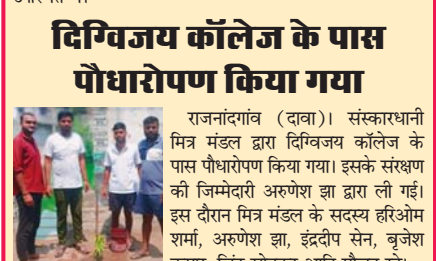 दिग्विजय कॉलेज के पास
पौधारोपण किया गया
राजनांदगांव (दावा)। संस्कारधानी
मित्र मंडल द्वारा दिग्विजय कॉलेज के
पास पौधारोपण किया गया। इसके संरक्षण
की जिम्मेदारी अरुणेश झा द्वारा ली गई।
इस दौरान मित्र मंडल के सदस्य हरिओम
शर्मा, अरुणेश झा, इंद्रदीप सेन, बृजेश